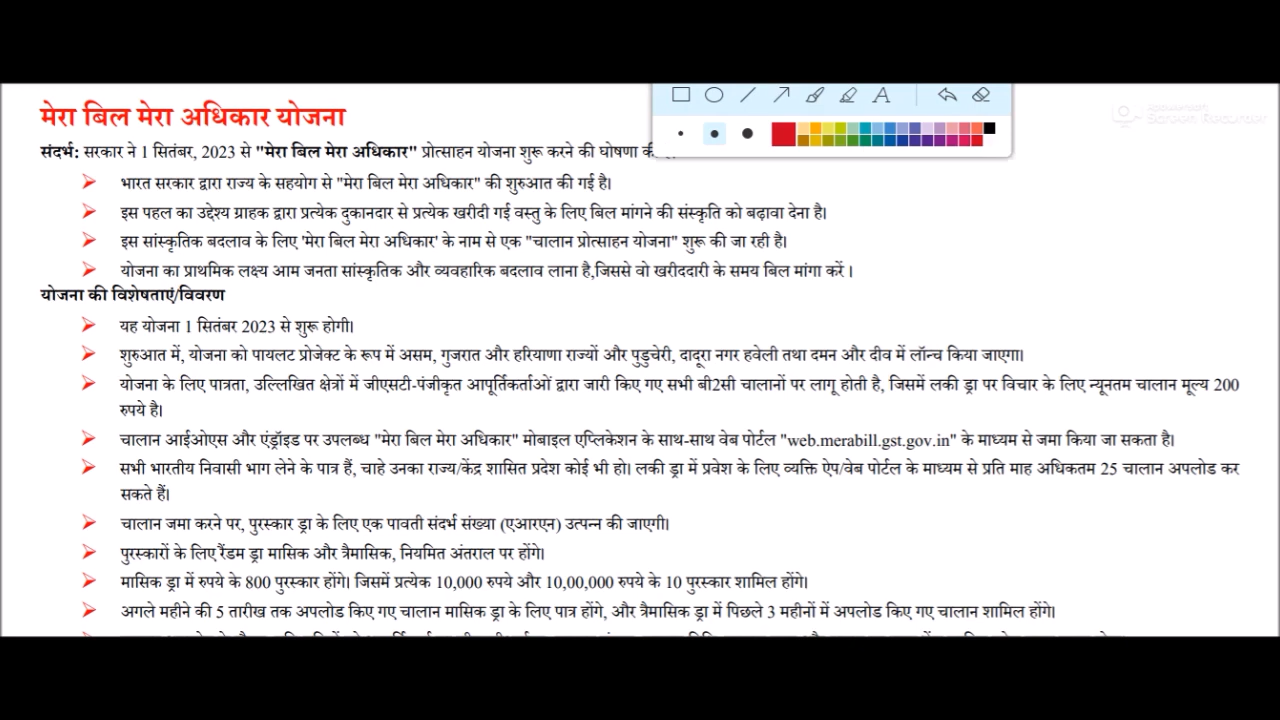 मेरा बिल मेरा अधिकार योजना
संदर्भ: सरकार ने 1 सितंबर, 2023 से "मेरा बिल मेरा अधिकार" प्रोत्साहन योजना शुरू करने की घोषणा
भारत सरकार द्वारा राज्य के सहयोग से "मेरा बिल मेरा अधिकार" की शुरुआत की गई है।
इस पहल का उद्देश्य ग्राहक द्वारा प्रत्येक दुकानदार से प्रत्येक खरीदी गई वस्तु के लिए बिल मांगने की संस्कृति को बढ़ावा देना है।
इस सांस्कृतिक बदलाव के लिए 'मेरा बिल मेरा अधिकार' के नाम से एक "चालान प्रोत्साहन योजना" शुरू की जा रही है।
योजना का प्राथमिक लक्ष्य आम जनता सांस्कृतिक और व्यवहारिक बदलाव लाना है,जिससे वो खरीददारी के समय बिल मांगा करें ।
योजना की विशेषताएं/विवरण
यह योजना 1 सितंबर 2023 से शुरू होगी।
शुरुआत में, योजना को पायलट प्रोजेक्ट के रूप में असम, गुजरात और हरियाणा राज्यों और पुडुचेरी, दादूरा नगर हवेली तथा दमन और दीव में लॉन्च किया जाएगा।
योजना के लिए पात्रता, उल्लिखित क्षेत्रों में जीएसटी-पंजीकृत आपूर्तिकर्ताओं द्वारा जारी किए गए सभी बी2सी चालानों पर लागू होती है, जिसमें लकी ड्रा पर विचार के लिए न्यूनतम चालान मूल्य 200
रुपये है।
चालान आईओएस और एंड्रॉइड पर उपलब्ध "मेरा बिल मेरा अधिकार" मोबाइल एप्लिकेशन के साथ-साथ वेब पोर्टल "web.merabill.gst.gov.in" के माध्यम से जमा किया जा सकता है।
सभी भारतीय निवासी भाग लेने के पात्र हैं, चाहे उनका राज्य/केंद्र शासित प्रदेश कोई भी हो। लकी ड्रा में प्रवेश के लिए व्यक्ति ऐप/वेब पोर्टल के माध्यम से प्रति माह अधिकतम 25 चालान अपलोड कर
सकते हैं।
चालान जमा करने पर, पुरस्कार ड्रा के लिए एक पावती संदर्भ संख्या (एआरएन) उत्पन्न की जाएगी।
पुरस्कारों के लिए रैंडम ड्रा मासिक और त्रैमासिक, नियमित अंतराल पर होंगे।
मासिक ड्रा में रुपये के 800 पुरस्कार होंगे। जिसमें प्रत्येक 10,000 रुपये और 10,00,000 रुपये के 10 पुरस्कार शामिल होंगे।
अगले महीने की 5 तारीख तक अपलोड किए गए चालान मासिक ड्रा के लिए पात्र होंगे, और त्रैमासिक ड्रा में पिछले 3 महीनों में अपलोड किए गए चालान शामिल होंगे।